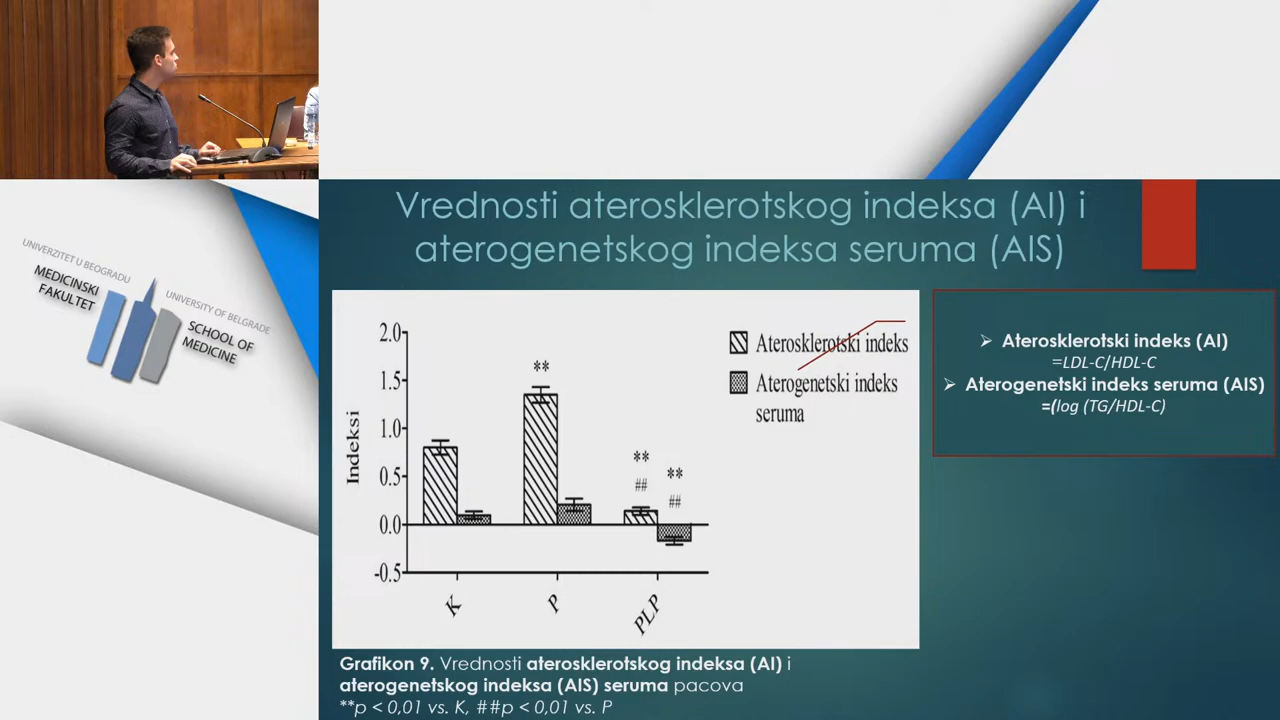 UNIVERZITET U BEOGRADU
MEDICINSKI
FAKULTET
UNIVERSITY OF BELGRADE
SCHOOL OF
MEDICINE
Vrednosti aterosklerotskog indeksa (AI) i
aterogenetskog indeksa seruma (AIS)
Indeksi
2.0
1.5
1.0
0.5
0.0
-0.5
**
**
##
**
##
K
P
PLP
Aterosklerotski indeks
Aterogenetski indeks
seruma
Grafikon 9. Vrednosti aterosklerotskog indeksa (AI) i
aterogenetskog indeksa (AIS) seruma pacova
**p < 0,01 vs. K, ##p < 0,01 vs. P
➢ Aterosklerotski indeks (AI)
=LDL-C/HDL-C
➢ Aterogenetski indeks seruma (AIS)
=(log (TG/HDL-C)